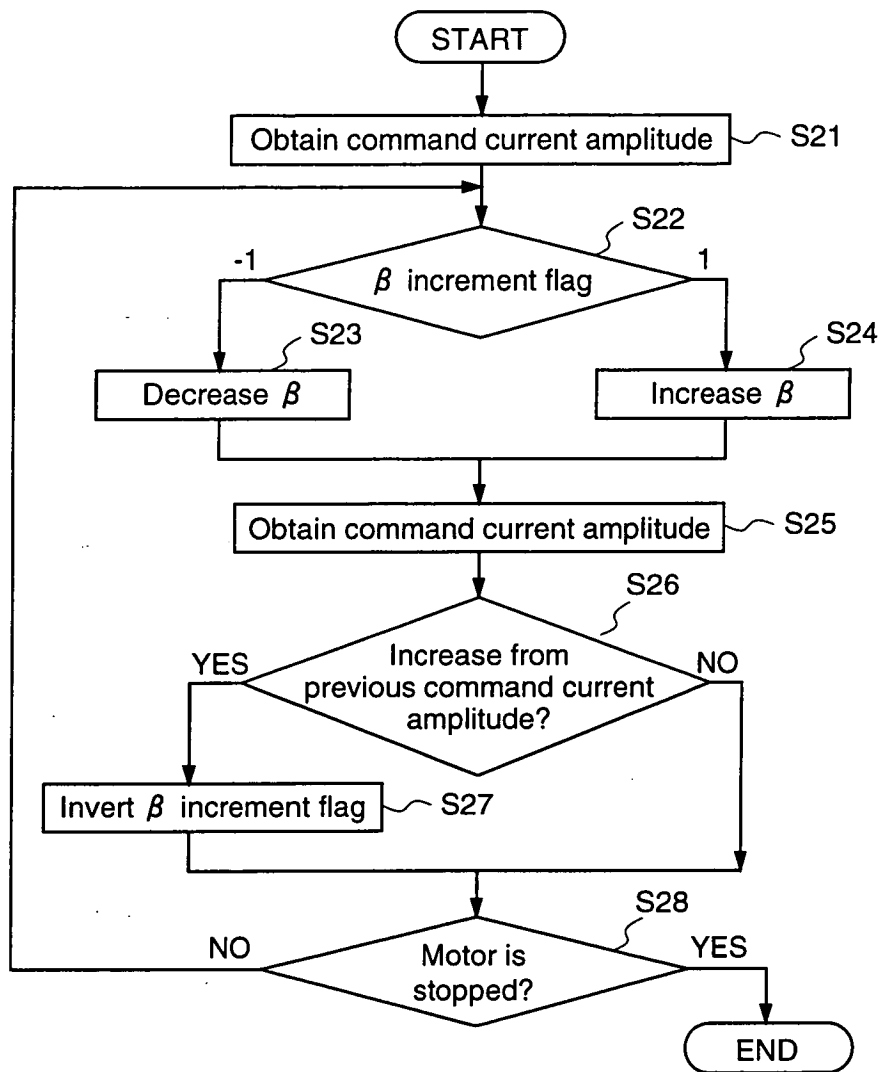 START
Obtain command current amplitude
S21
S22
-1
1
β increment flag
S23
S24
Decrease β
Increase β
Obtain command current amplitude
S25
S26
YES
NO
Increase from
previous command current
amplitude?
Invert β increment flag
S27
S28
NO
YES
Motor is
stopped?
END